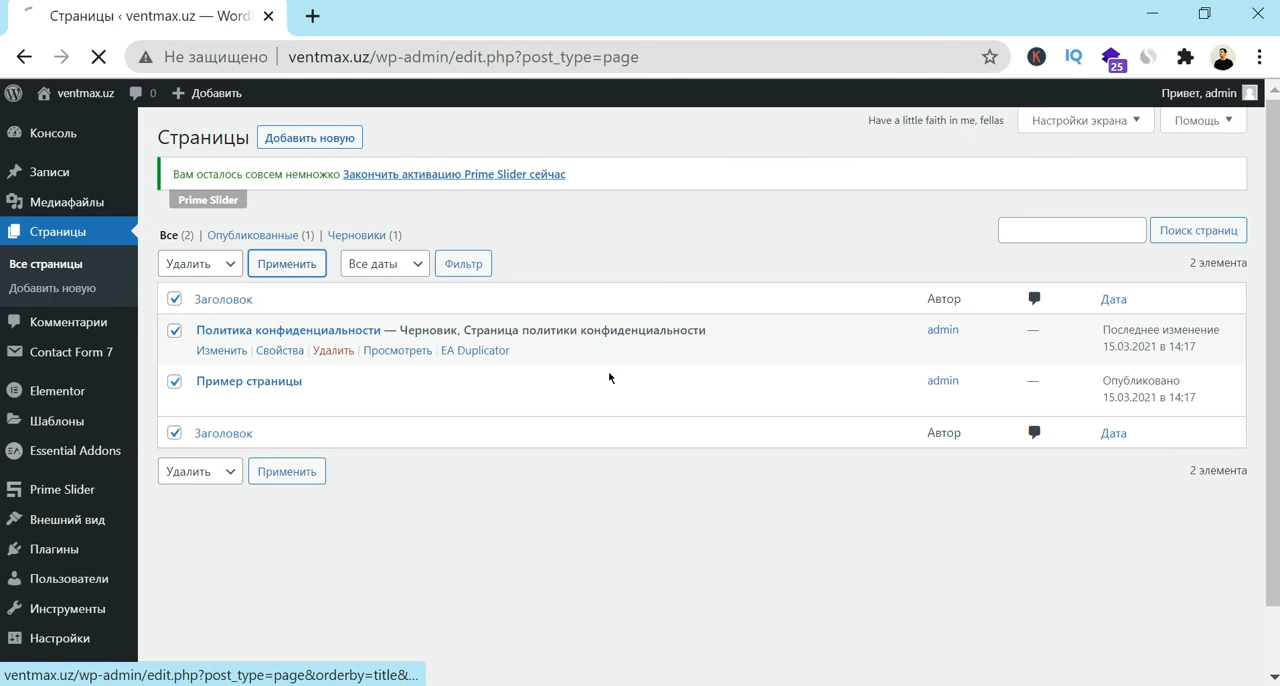 Страницы ‹ ventmax.uz — Word
Не защищено
ventmax.uz/wp-admin/edit.php?post_type=page
K
IQ
25
ventmax.uz
0
Добавить
Привет, admin
Консоль
Записи
Медиафайлы
Страницы
Все страницы
Добавить новую
Комментарии
Contact Form 7
Elementor
Шаблоны
Essential Addons
Prime Slider
Внешний вид
Плагины
Пользователи
Инструменты
Настройки
Have a little faith in me, fellas
Настройки экрана
Помощь
Страницы
Добавить новую
Вам осталось совсем немножко Закончить активацию Prime Slider сейчас
Prime Slider
Все (2) | Опубликованные (1) | Черновики (1)
Поиск страниц
Удалить
Применить
Все даты
Фильтр
2 элемента
Заголовок
Автор
Дата
Политика конфиденциальности — Черновик, Страница политики конфиденциальности
admin
—
Последнее изменение
15.03.2021 в 14:17
Изменить | Свойства | Удалить | Просмотреть | EA Duplicator
Пример страницы
admin
—
Опубликовано
15.03.2021 в 14:17
Заголовок
Автор
Дата
Удалить
Применить
2 элемента
ventmax.uz/wp-admin/edit.php?post_type=page&orderby=title&...